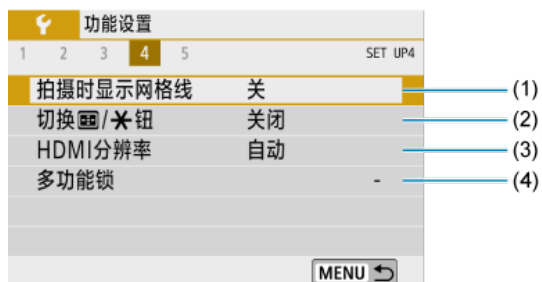 功能设置
1 2 3 4 5 SET UP4
拍摄时显示网格线 关 (1)
切换/钮 关闭 (2)
HDMI分辨率 自动 (3)
多功能锁 - (4)
MENU